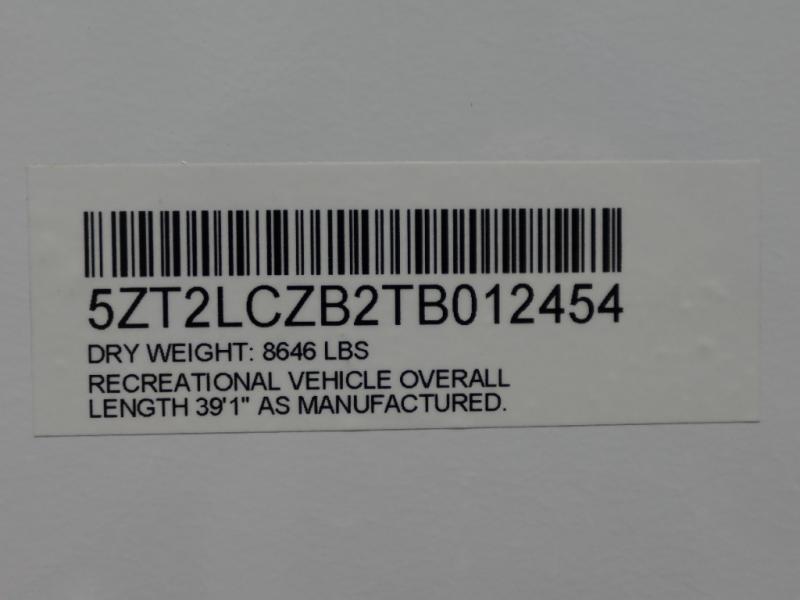 5ZT2LCZB2TB012454
DRY WEIGHT: 8646 LBS
RECREATIONAL VEHICLE OVERALL
LENGTH 39'1" AS MANUFACTURED.